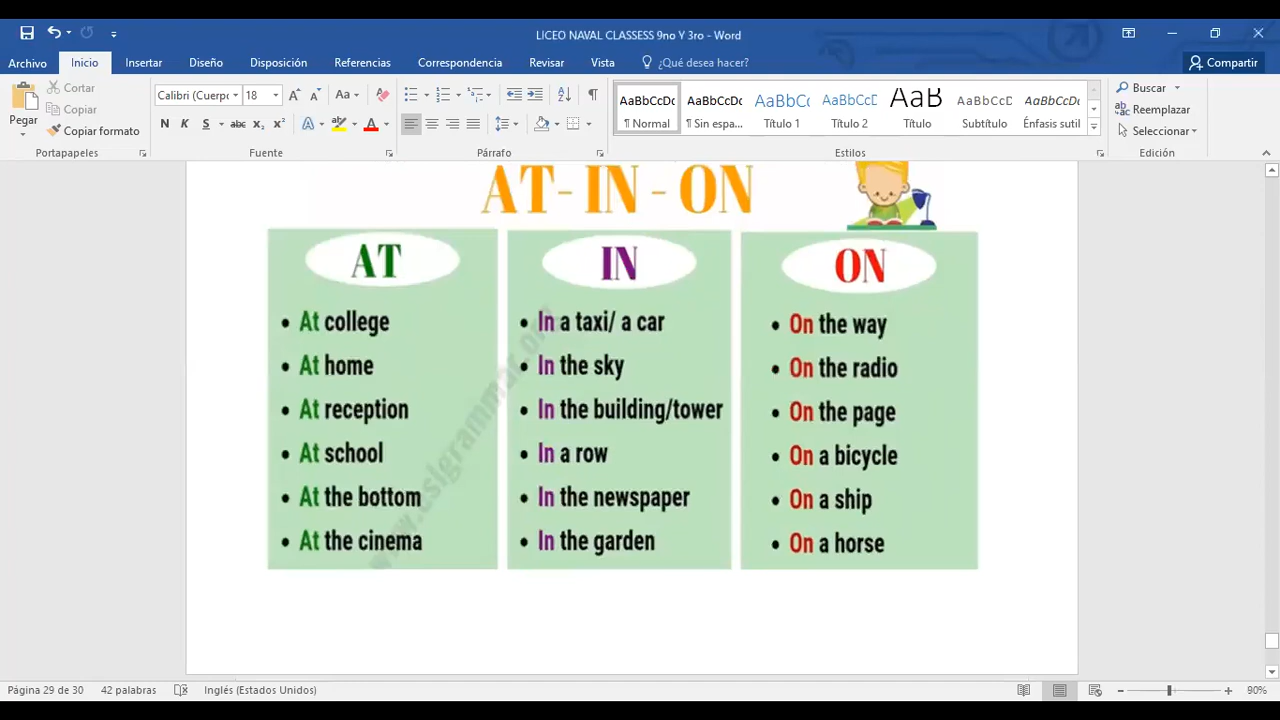 LICEO NAVAL CLASSESS 9no Y 3ro - Word
Archivo Inicio Insertar Diseño Disposición Referencias Correspondencia Revisar Vista ¿Qué desea hacer? Compartir
Pegar
Cortar
Copiar
Copiar formato
Portapapeles
Calibri (Cuerpo 18
Aa
N K S abc x₂ x²
Fuente
Párrafo
AaBbCcDc AaBbCcDc AaBbCc AaBbCcD AaB AaBbCcD AaBbCcDc
¶ Normal ¶ Sin espa... Título 1 Título 2 Título Subtítulo Énfasis sutil
Estilos
Buscar
Reemplazar
Seleccionar
Edición
AT- IN - ON
AT
At college
At home
At reception
At school
At the bottom
At the cinema
IN
In a taxi/ a car
In the sky
In the building/tower
In a row
In the newspaper
In the garden
ON
On the way
On the radio
On the page
On a bicycle
On a ship
On a horse
Página 29 de 30 42 palabras Inglés (Estados Unidos) 90%